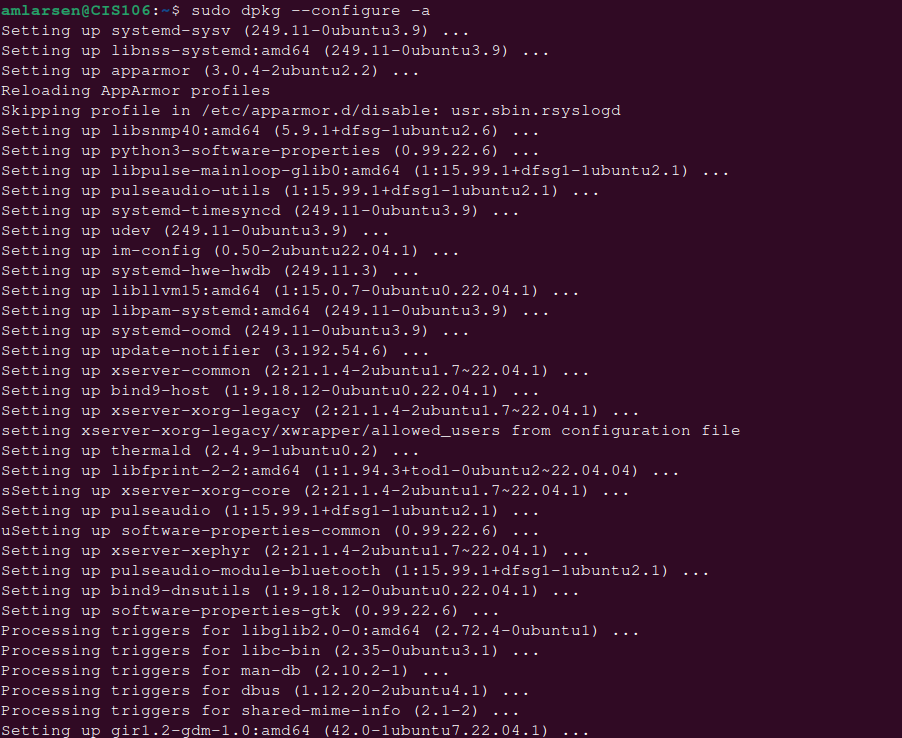 amlarsen@CIS106:~$ sudo dpkg --configure -a
Setting up systemd-sysv (249.11-0ubuntu3.9) ...
Setting up libnss-systemd:amd64 (249.11-0ubuntu3.9) ...
Setting up apparmor (3.0.4-2ubuntu2.2) ...
Reloading AppArmor profiles
Skipping profile in /etc/apparmor.d/disable: usr.sbin.rsyslogd
Setting up libsnmp40:amd64 (5.9.1+dfsg-1ubuntu2.6) ...
Setting up python3-software-properties (0.99.22.6) ...
Setting up libpulse-mainloop-glib0:amd64 (1:15.99.1+dfsg1-1ubuntu2.1) ...
Setting up pulseaudio-utils (1:15.99.1+dfsg1-1ubuntu2.1) ...
Setting up systemd-timesyncd (249.11-0ubuntu3.9) ...
Setting up udev (249.11-0ubuntu3.9) ...
Setting up im-config (0.50-2ubuntu22.04.1) ...
Setting up systemd-hwe-hwdb (249.11.3) ...
Setting up libllvm15:amd64 (1:15.0.7-0ubuntu0.22.04.1) ...
Setting up libpam-systemd:amd64 (249.11-0ubuntu3.9) ...
Setting up systemd-oomd (249.11-0ubuntu3.9) ...
Setting up update-notifier (3.192.54.6) ...
Setting up xserver-common (2:21.1.4-2ubuntu1.7~22.04.1) ...
Setting up bind9-host (1:9.18.12-0ubuntu0.22.04.1) ...
Setting up xserver-xorg-legacy (2:21.1.4-2ubuntu1.7~22.04.1) ...
setting xserver-xorg-legacy/xwrapper/allowed_users from configuration file
Setting up thermald (2.4.9-1ubuntu0.2) ...
Setting up libfprint-2-2:amd64 (1:1.94.3+tod1-0ubuntu2~22.04.04) ...
sSetting up xserver-xorg-core (2:21.1.4-2ubuntu1.7~22.04.1) ...
Setting up pulseaudio (1:15.99.1+dfsg1-1ubuntu2.1) ...
uSetting up software-properties-common (0.99.22.6) ...
Setting up xserver-xephyr (2:21.1.4-2ubuntu1.7~22.04.1) ...
Setting up pulseaudio-module-bluetooth (1:15.99.1+dfsg1-1ubuntu2.1) ...
Setting up bind9-dnsutils (1:9.18.12-0ubuntu0.22.04.1) ...
Setting up software-properties-gtk (0.99.22.6) ...
Processing triggers for libglib2.0-0:amd64 (2.72.4-0ubuntu1) ...
Processing triggers for libc-bin (2.35-0ubuntu3.1) ...
Processing triggers for man-db (2.10.2-1) ...
Processing triggers for dbus (1.12.20-2ubuntu4.1) ...
Processing triggers for shared-mime-info (2.1-2) ...
Setting up gir1.2-gdm-1.0:amd64 (42.0-1ubuntu7.22.04.1) ...